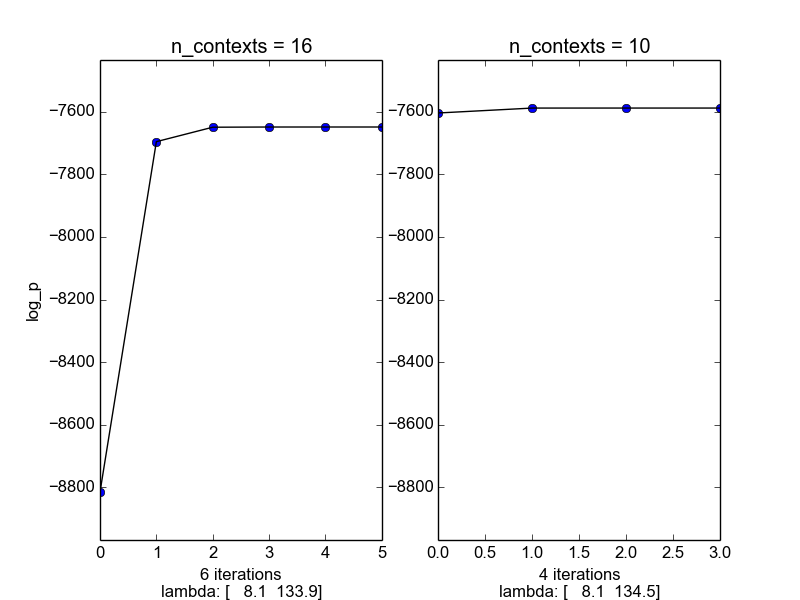 n_contexts = 16
−7600
−7800
−8000
−8200
−8400
−8600
−8800
log_p
0 1 2 3 4 5
6 iterations
lambda: [   8.1  133.9]
n_contexts = 10
−7600
−7800
−8000
−8200
−8400
−8600
−8800
0.0 0.5 1.0 1.5 2.0 2.5 3.0
4 iterations
lambda: [   8.1  134.5]